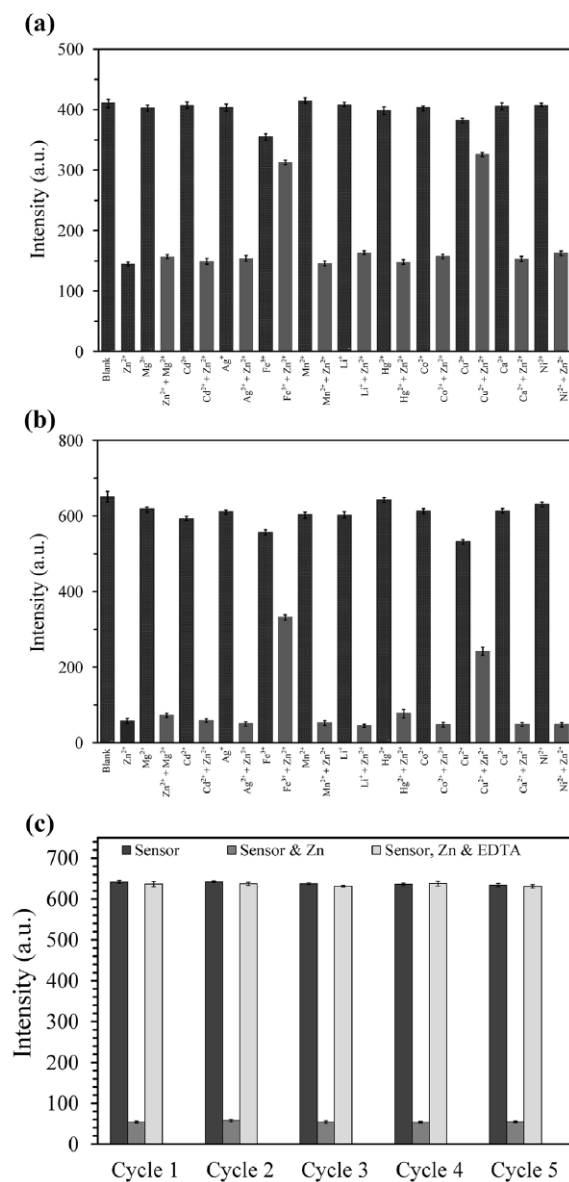 (a)
500
400
300
200
100
0
Intensity (a.u.)
Blank
Zn²⁺
Mg²⁺
Zn²⁺ + Mg²⁺
Cd²⁺
Cd²⁺ + Zn²⁺
Ag⁺
Ag²⁺ + Zn²⁺
Fe³⁺
Fe³⁺ + Zn²⁺
Mn²⁺
Mn²⁺ + Zn²⁺
Li⁺
Li⁺ + Zn²⁺
Hg²⁺
Hg²⁺ + Zn²⁺
Co²⁺
Co²⁺ + Zn²⁺
Cu²⁺
Cu²⁺ + Zn²⁺
Ca²⁺
Ca²⁺ + Zn²⁺
Ni²⁺
Ni²⁺ + Zn²⁺
(b)
800
600
400
200
0
Intensity (a.u.)
Blank
Zn²⁺
Mg²⁺
Zn²⁺ + Mg²⁺
Cd²⁺
Cd²⁺ + Zn²⁺
Ag⁺
Ag²⁺ + Zn²⁺
Fe³⁺
Fe³⁺ + Zn²⁺
Mn²⁺
Mn²⁺ + Zn²⁺
Li⁺
Li⁺ + Zn²⁺
Hg²⁺
Hg²⁺ + Zn²⁺
Co²⁺
Co²⁺ + Zn²⁺
Cu²⁺
Cu²⁺ + Zn²⁺
Ca²⁺
Ca²⁺ + Zn²⁺
Ni²⁺
Ni²⁺ + Zn²⁺
(c)
Sensor Sensor & Zn Sensor, Zn & EDTA
700
600
500
400
300
200
100
0
Intensity (a.u.)
Cycle 1 Cycle 2 Cycle 3 Cycle 4 Cycle 5